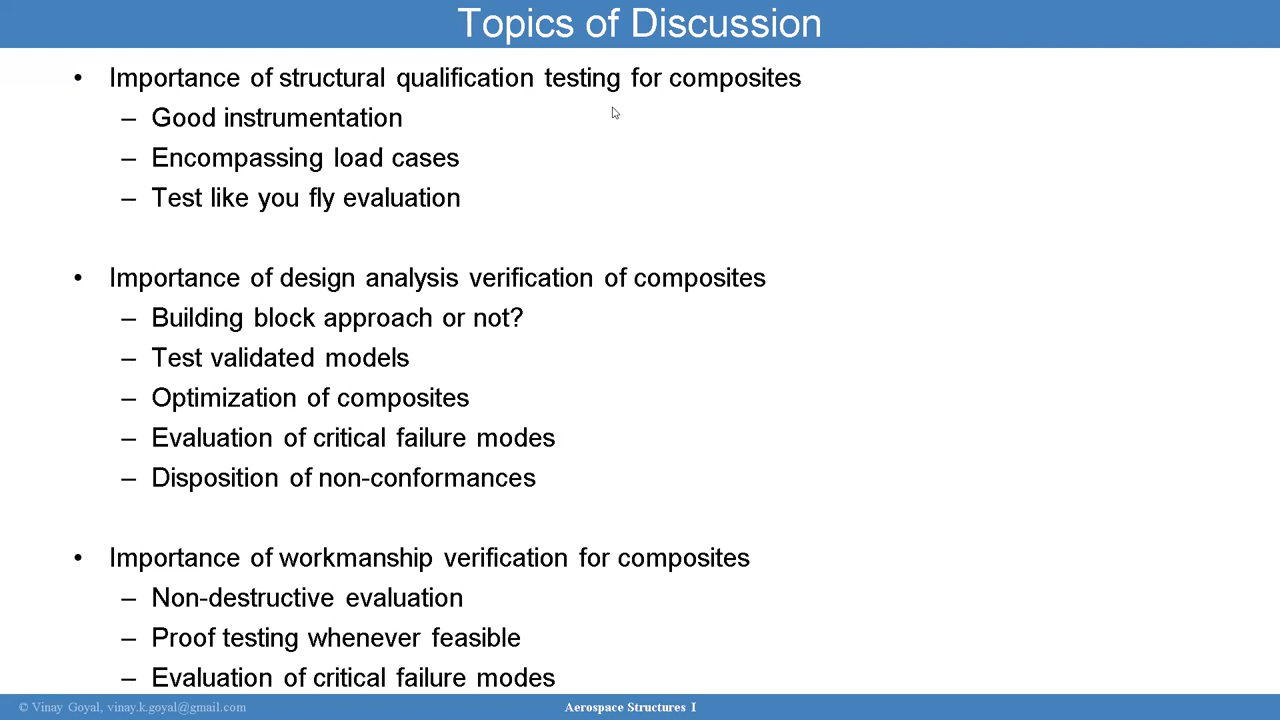 Topics of Discussion
• Importance of structural qualification testing for composites
– Good instrumentation
– Encompassing load cases
– Test like you fly evaluation
• Importance of design analysis verification of composites
– Building block approach or not?
– Test validated models
– Optimization of composites
– Evaluation of critical failure modes
– Disposition of non-conformances
• Importance of workmanship verification for composites
– Non-destructive evaluation
– Proof testing whenever feasible
– Evaluation of critical failure modes
© Vinay Goyal, vinay.k.goyal@gmail.com
Aerospace Structures I